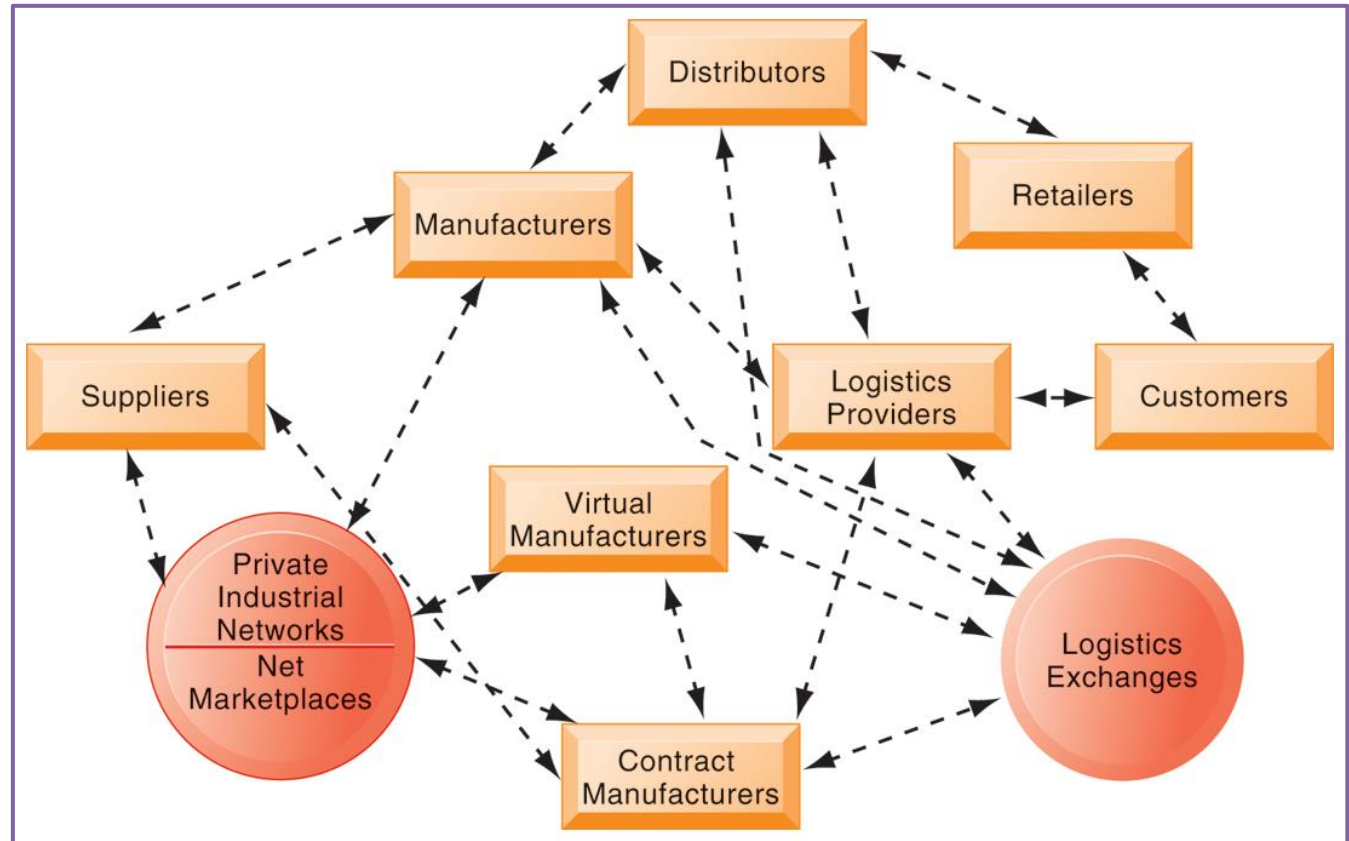 Distributors
Retailers
Manufacturers
Suppliers
Logistics
Providers
Customers
Virtual
Manufacturers
Private
Industrial
Networks
Net
Marketplaces
Logistics
Exchanges
Contract
Manufacturers